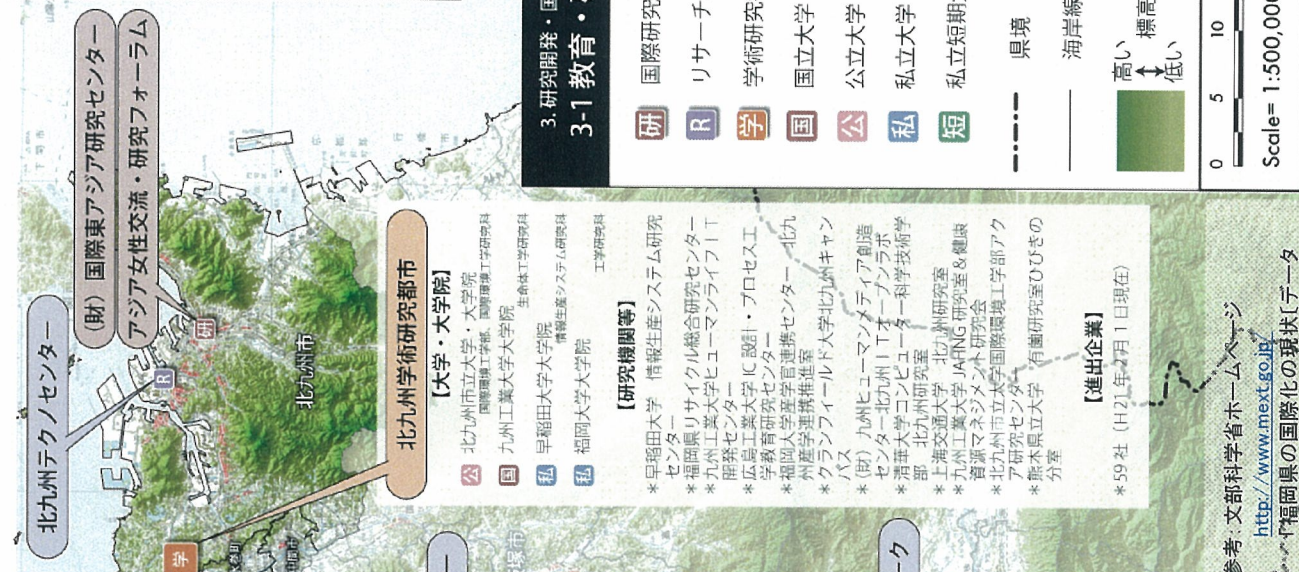 北九州テクノセンター
（財）国際東アジア研究センター
アジア女性交流・研究フォーラム
研
R
北九州市
学
北九州学術研究都市
【大学・大学院】
公 北九州市立大学・大学院
国際環境工学部、国際環境工学研究科
国 九州工業大学大学院
生命体工学研究科
私 早稲田大学大学院
情報生産システム研究科
私 福岡大学大学院
工学研究科
【研究機関等】
＊早稲田大学 情報生産システム研究
センター
＊福岡県リサイクル総合研究センター
＊九州工業大学ヒューマンライフＩＴ
開発センター
＊広島工業大学 IC 設計・プロセス工
学教育研究センター
＊福岡大学産学官連携センター 北九
州産学連携推進室
＊クランフィールド大学北九州キャン
パス
＊（財）九州ヒューマンメディア創造
センター北九州ＩＴオープンラボ
＊清華大学コンピューター科学技術学
部 北九州研究室
＊上海交通大学 北九州研究室
＊九州工業大学 JAIST研究室＆健康
資源マネジメント研究会
＊北九州市立大学国際環境工学部アク
ア研究センター
＊熊本県立大学 有薗研究室ひびきの
分室
【進出企業】
＊59 社（H21 年 2 月 1 日現在）
3. 研究開発・国
3-1 教育・
研 国際研究
R リサーチ
学 学術研究
国 国立大学
公 公立大学
私 私立大学
短 私立短期
県境
海岸線
高い
低い
標高
0 5 10
Scale= 1:500,000
参考：文部科学省ホームページ
http://www.mext.go.jp/
「福岡県の国際化の現状[データ